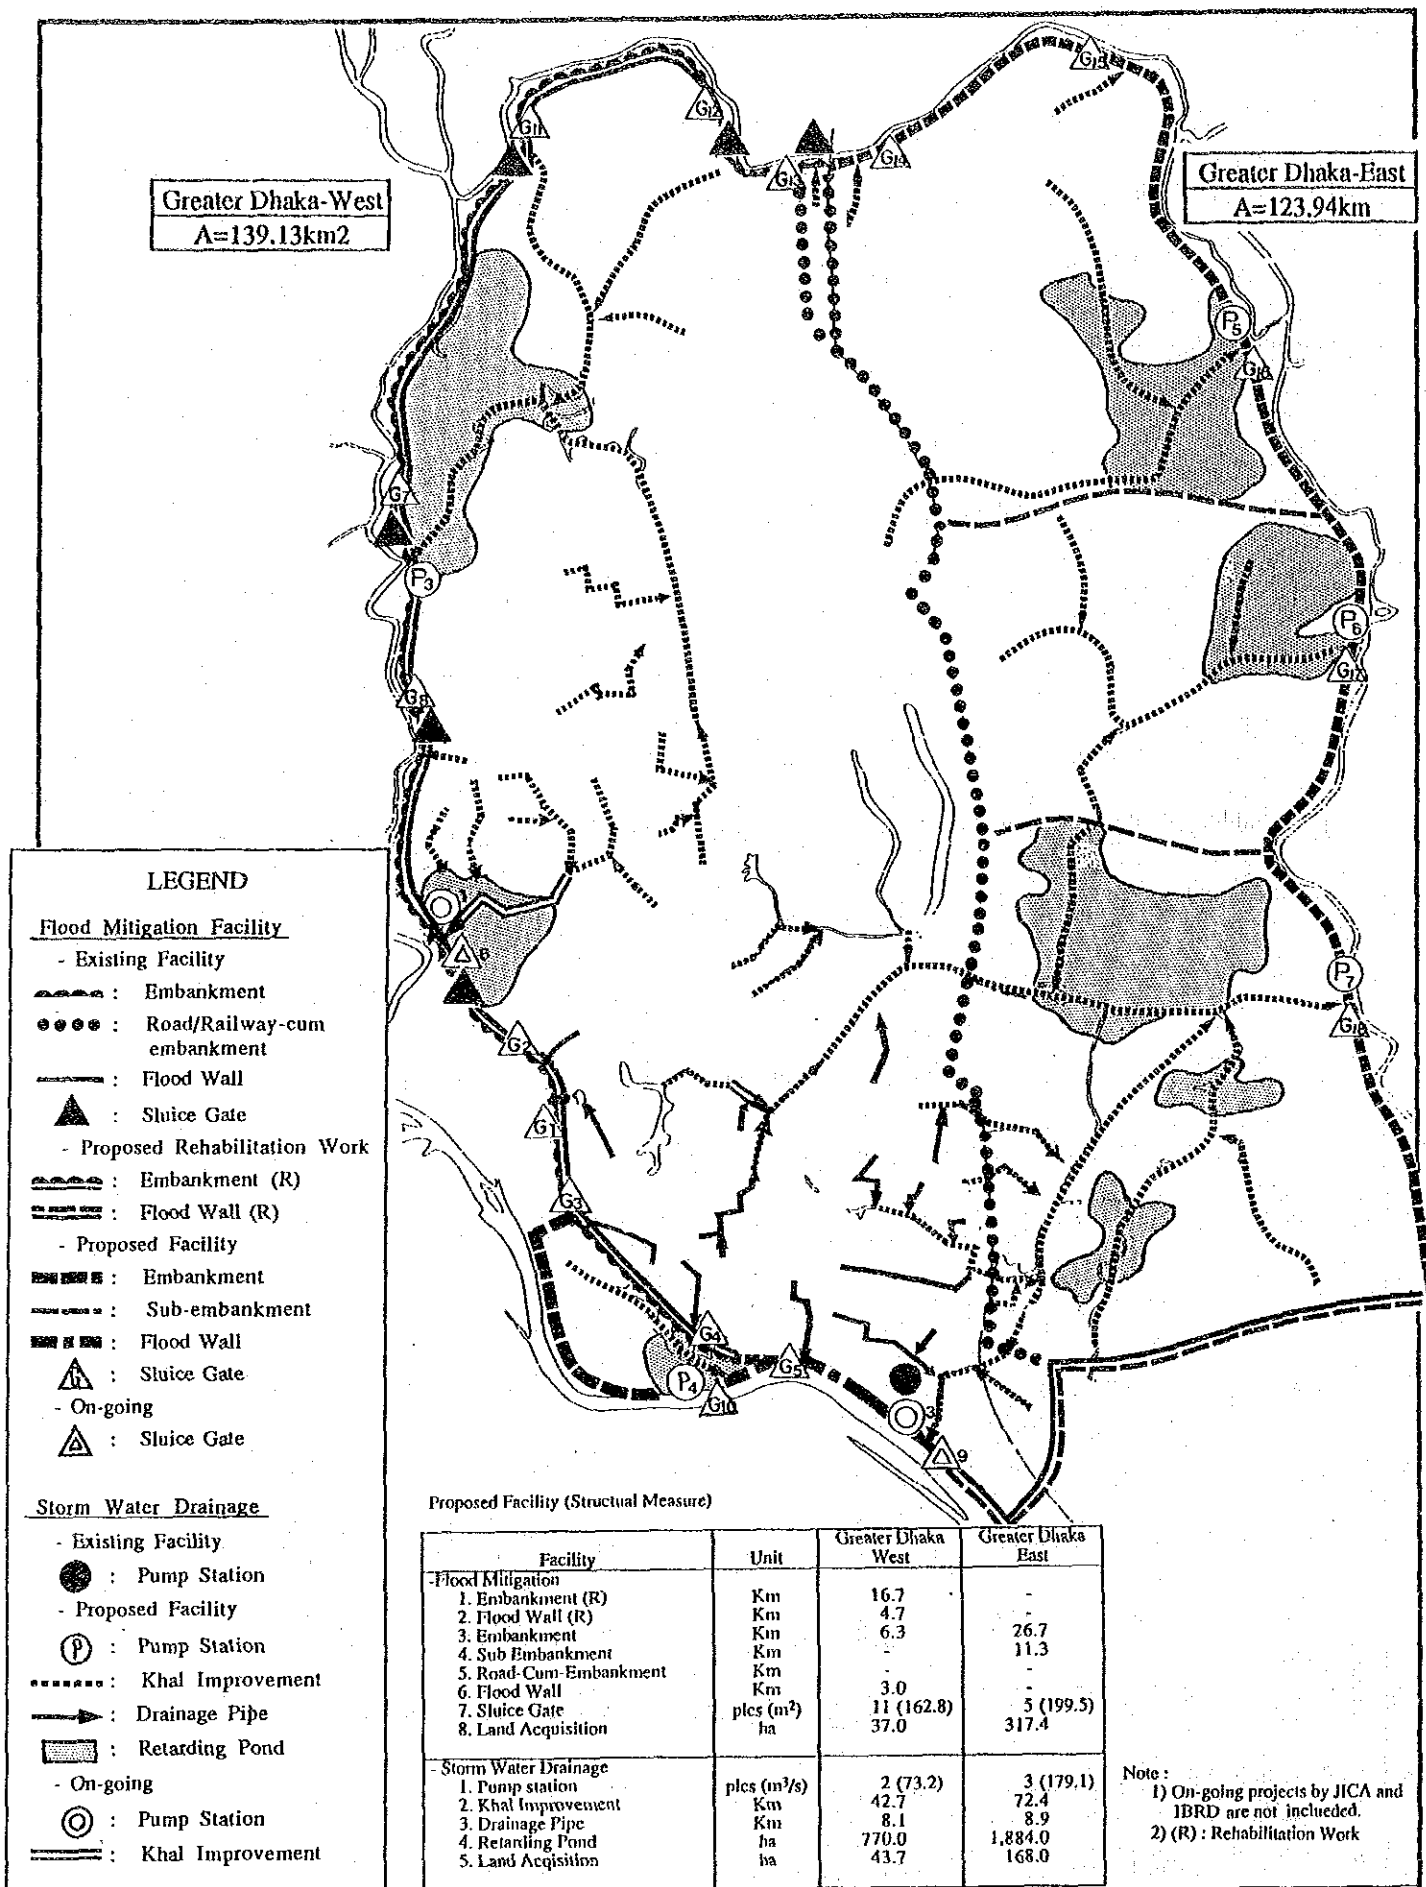 Greater Dhaka-West
A=139.13km2
Greater Dhaka-East
A=123.94km
G11
G12
G13
G14
G15
P5
G16
G7
P3
P6
G17
G8
P7
G18
6
G2
G1
G3
G4
G5
P4
G10
3
9
LEGEND
Flood Mitigation Facility
- Existing Facility
: Embankment
: Road/Railway-cum
embankment
: Flood Wall
: Sluice Gate
- Proposed Rehabilitation Work
: Embankment (R)
: Flood Wall (R)
- Proposed Facility
: Embankment
: Sub-embankment
: Flood Wall
G : Sluice Gate
- On-going
: Sluice Gate
Storm Water Drainage
- Existing Facility
: Pump Station
- Proposed Facility
P : Pump Station
: Khal Improvement
: Drainage Pipe
: Retarding Pond
- On-going
: Pump Station
: Khal Improvement
Proposed Facility (Structual Measure)
Facility Unit Greater Dhaka West Greater Dhaka East
-Flood Mitigation
1. Embankment (R) Km 16.7 -
2. Flood Wall (R) Km 4.7 -
3. Embankment Km 6.3 26.7
4. Sub Embankment Km - 11.3
5. Road-Cum-Embankment Km - -
6. Flood Wall Km 3.0 -
7. Sluice Gate plcs (m²) 11 (162.8) 5 (199.5)
8. Land Acquisition ha 37.0 317.4
- Storm Water Drainage
1. Pump station plcs (m³/s) 2 (73.2) 3 (179.1)
2. Khal Improvement Km 42.7 72.4
3. Drainage Pipe Km 8.1 8.9
4. Retarding Pond ha 770.0 1,884.0
5. Land Acqisition ha 43.7 168.0
Note :
1) On-going projects by JICA and
IBRD are not inclueded.
2) (R) : Rehabilitation Work